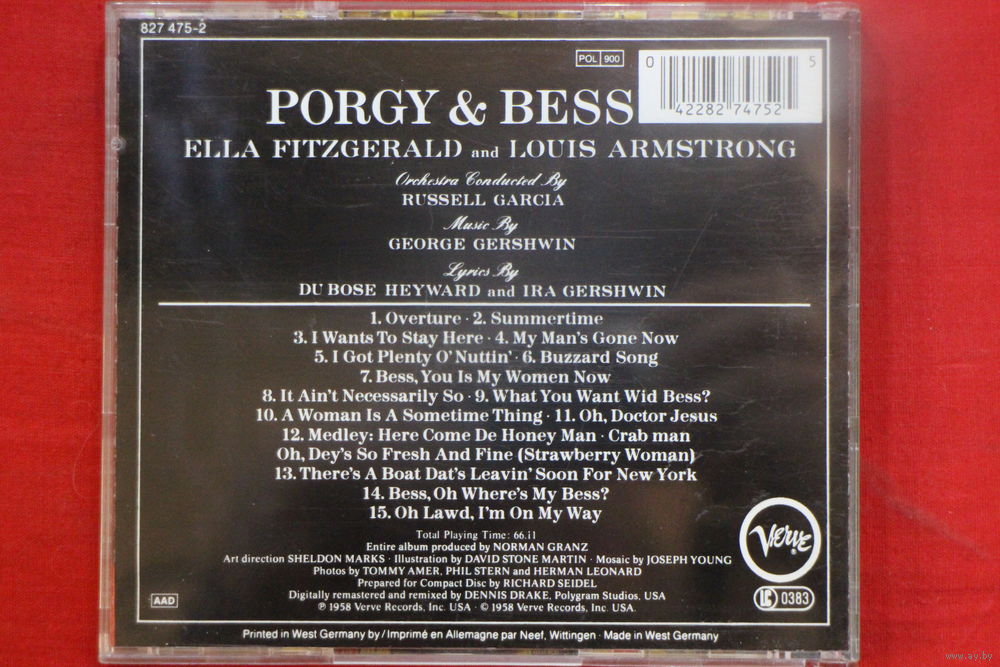 827 475-2
POL 900
0 42282 74752 5
PORGY & BESS
ELLA FITZGERALD and LOUIS ARMSTRONG
Orchestra Conducted By
RUSSELL GARCIA
Music By
GEORGE GERSHWIN
Lyrics By
DU BOSE HEYWARD and IRA GERSHWIN
1. Overture · 2. Summertime
3. I Wants To Stay Here · 4. My Man's Gone Now
5. I Got Plenty O' Nuttin' · 6. Buzzard Song
7. Bess, You Is My Women Now
8. It Ain't Necessarily So · 9. What You Want Wid Bess?
10. A Woman Is A Sometime Thing · 11. Oh, Doctor Jesus
12. Medley: Here Come De Honey Man · Crab man
Oh, Dey's So Fresh And Fine (Strawberry Woman)
13. There's A Boat Dat's Leavin' Soon For New York
14. Bess, Oh Where's My Bess?
15. Oh Lawd, I'm On My Way
Total Playing Time: 66.11
Entire album produced by NORMAN GRANZ
Art direction SHELDON MARKS · Illustration by DAVID STONE MARTIN · Mosaic by JOSEPH YOUNG
Photos by TOMMY AMER, PHIL STERN and HERMAN LEONARD
Prepared for Compact Disc by RICHARD SEIDEL
Digitally remastered and remixed by DENNIS DRAKE, Polygram Studios, USA
℗ 1958 Verve Records, Inc. USA · © 1958 Verve Records, Inc. USA.
Verve ®
AAD
LC 0383
Printed in West Germany by / Imprimé en Allemagne par Neef, Wittingen · Made in West Germany
www.ay.by